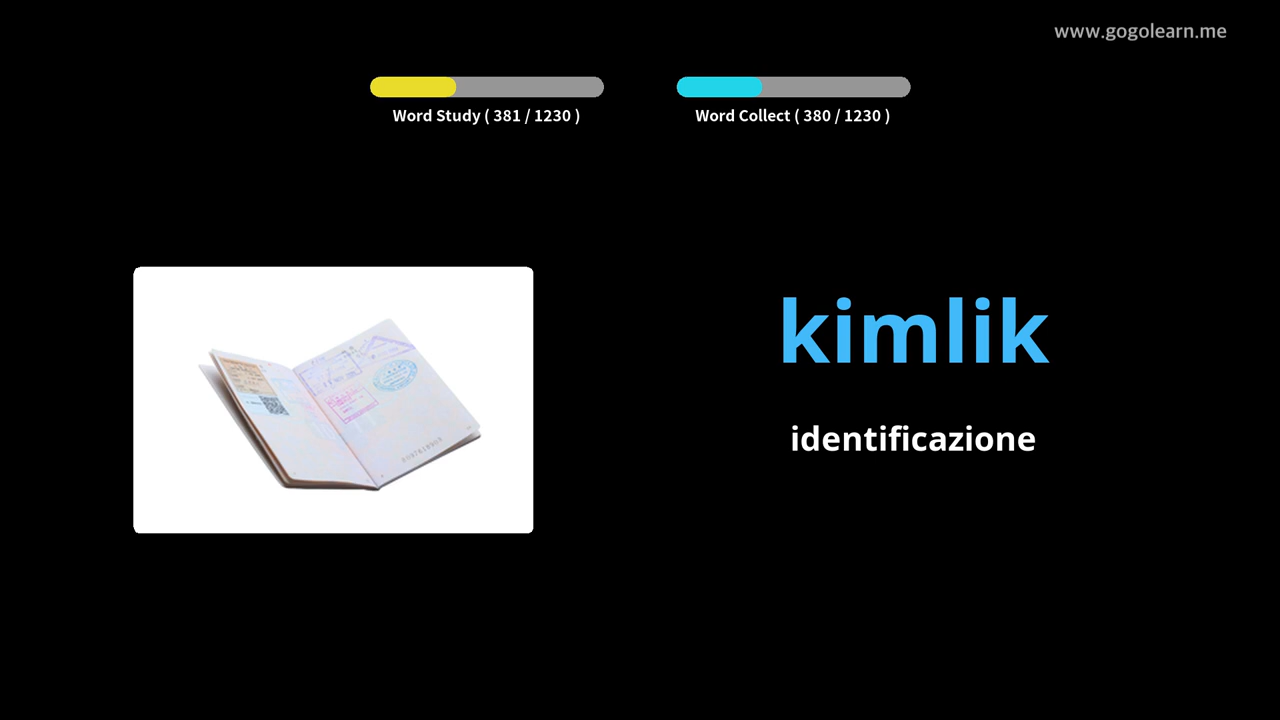 www.gogolearn.me
Word Study ( 381 / 1230 )
Word Collect ( 380 / 1230 )
kimlik
identificazione